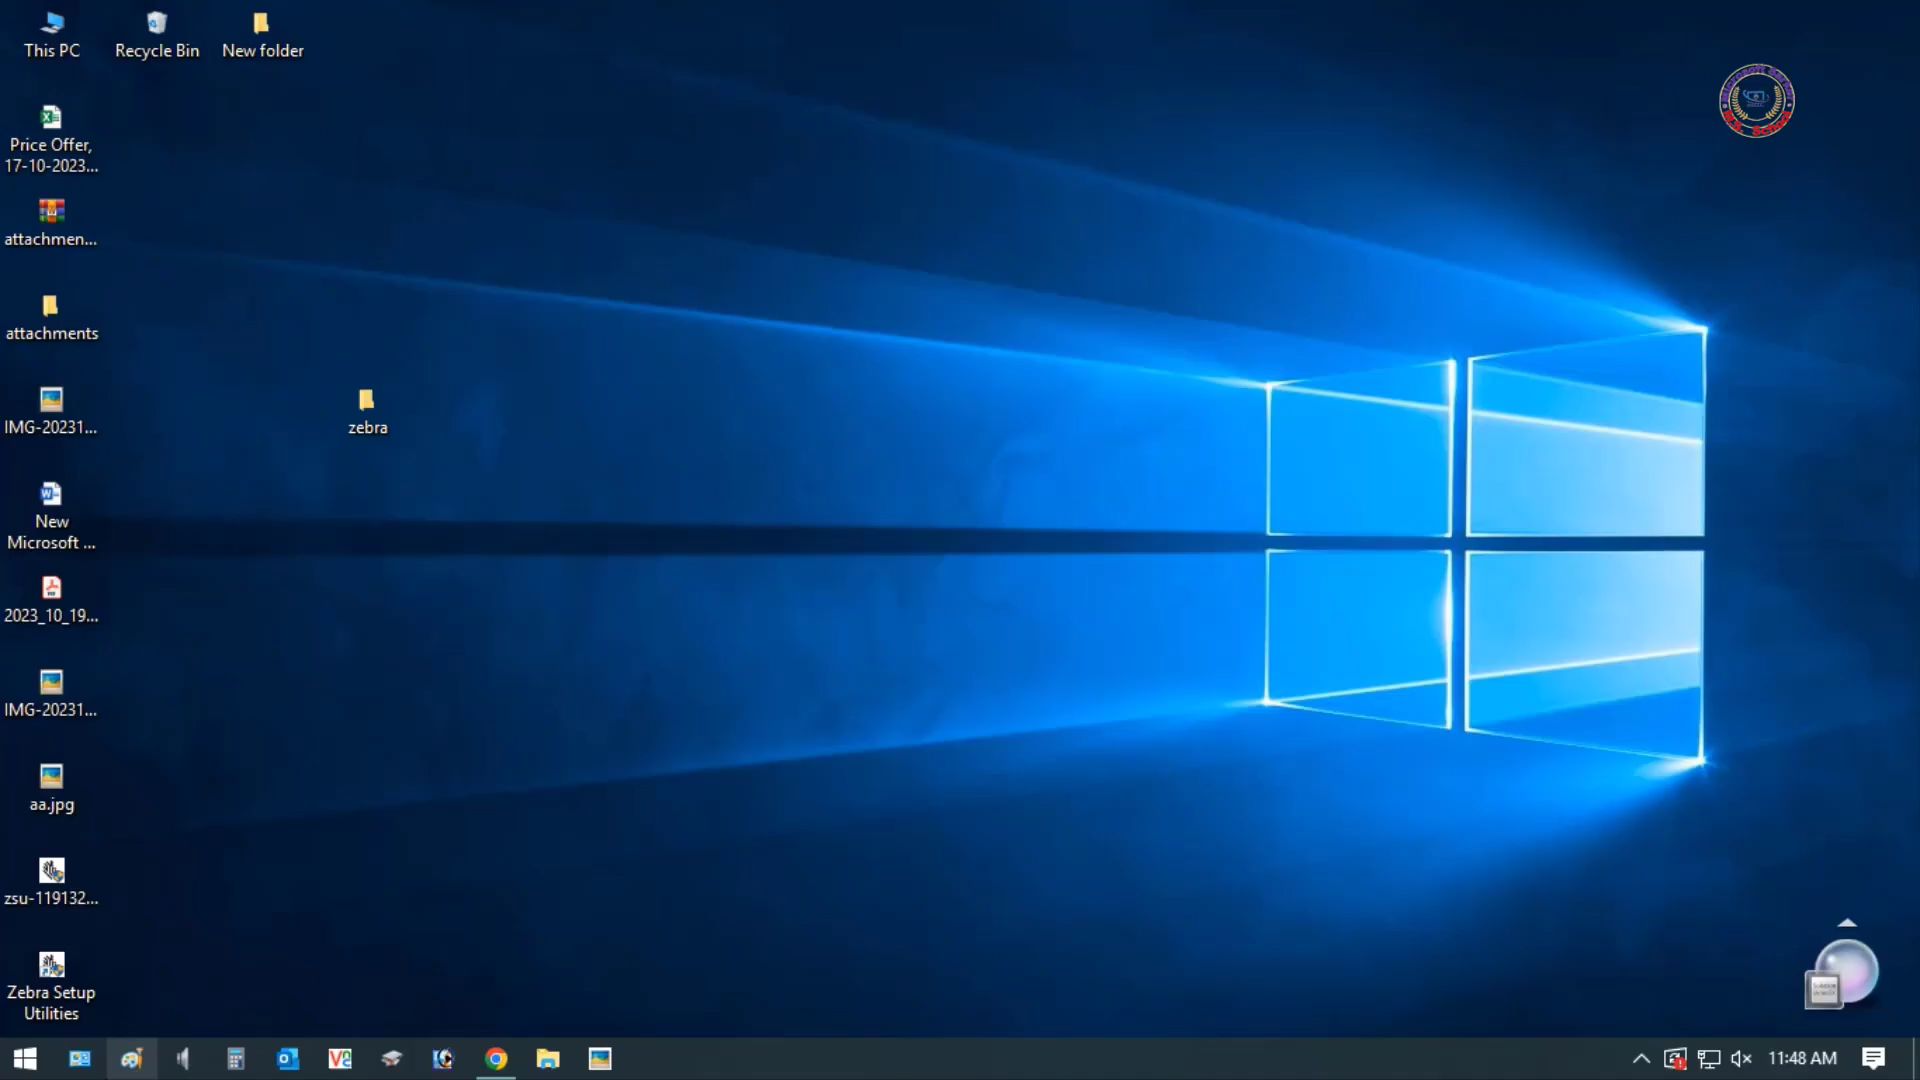 This PC
Recycle Bin
New folder
Price Offer,
17-10-2023...
attachmen...
attachments
IMG-20231...
zebra
New
Microsoft ...
2023_10_19...
IMG-20231...
aa.jpg
zsu-119132...
Zebra Setup
Utilities
11:48 AM